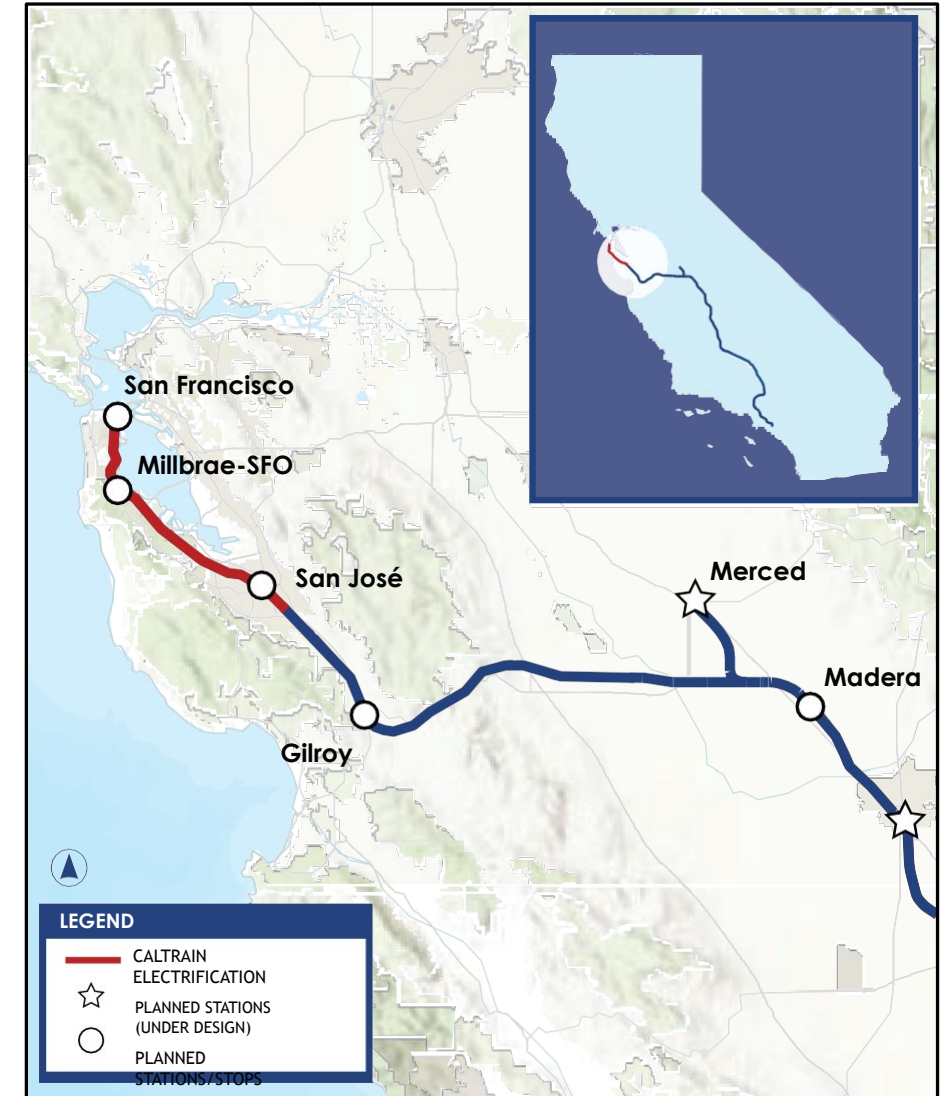 San Francisco
Millbrae-SFO
San José
Merced
Madera
Gilroy
LEGEND
CALTRAIN
ELECTRIFICATION
PLANNED STATIONS
(UNDER DESIGN)
PLANNED
STATIONS/STOPS